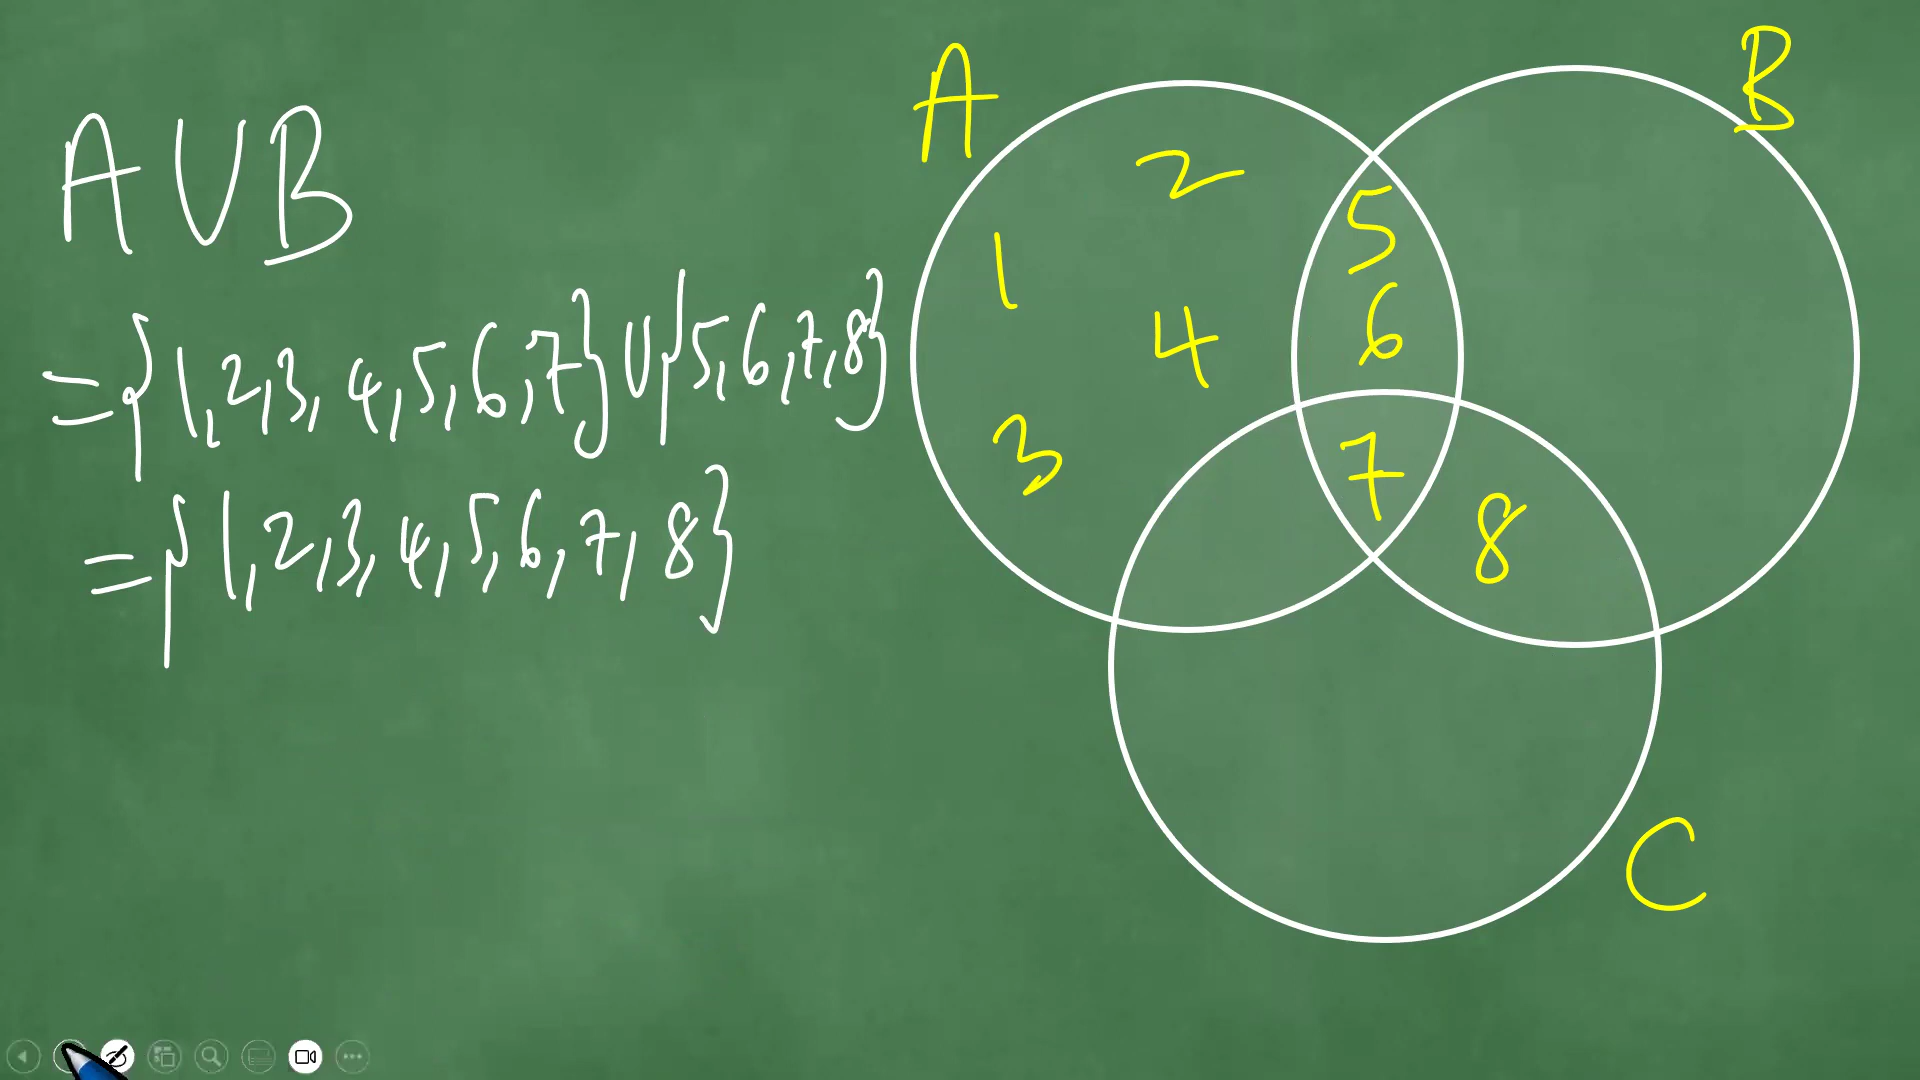 A∪B
={1,2,3,4,5,6,7}∪{5,6,7,8}
={1,2,3,4,5,6,7,8}
A
B
2
5
1
6
4
3
7
8
C